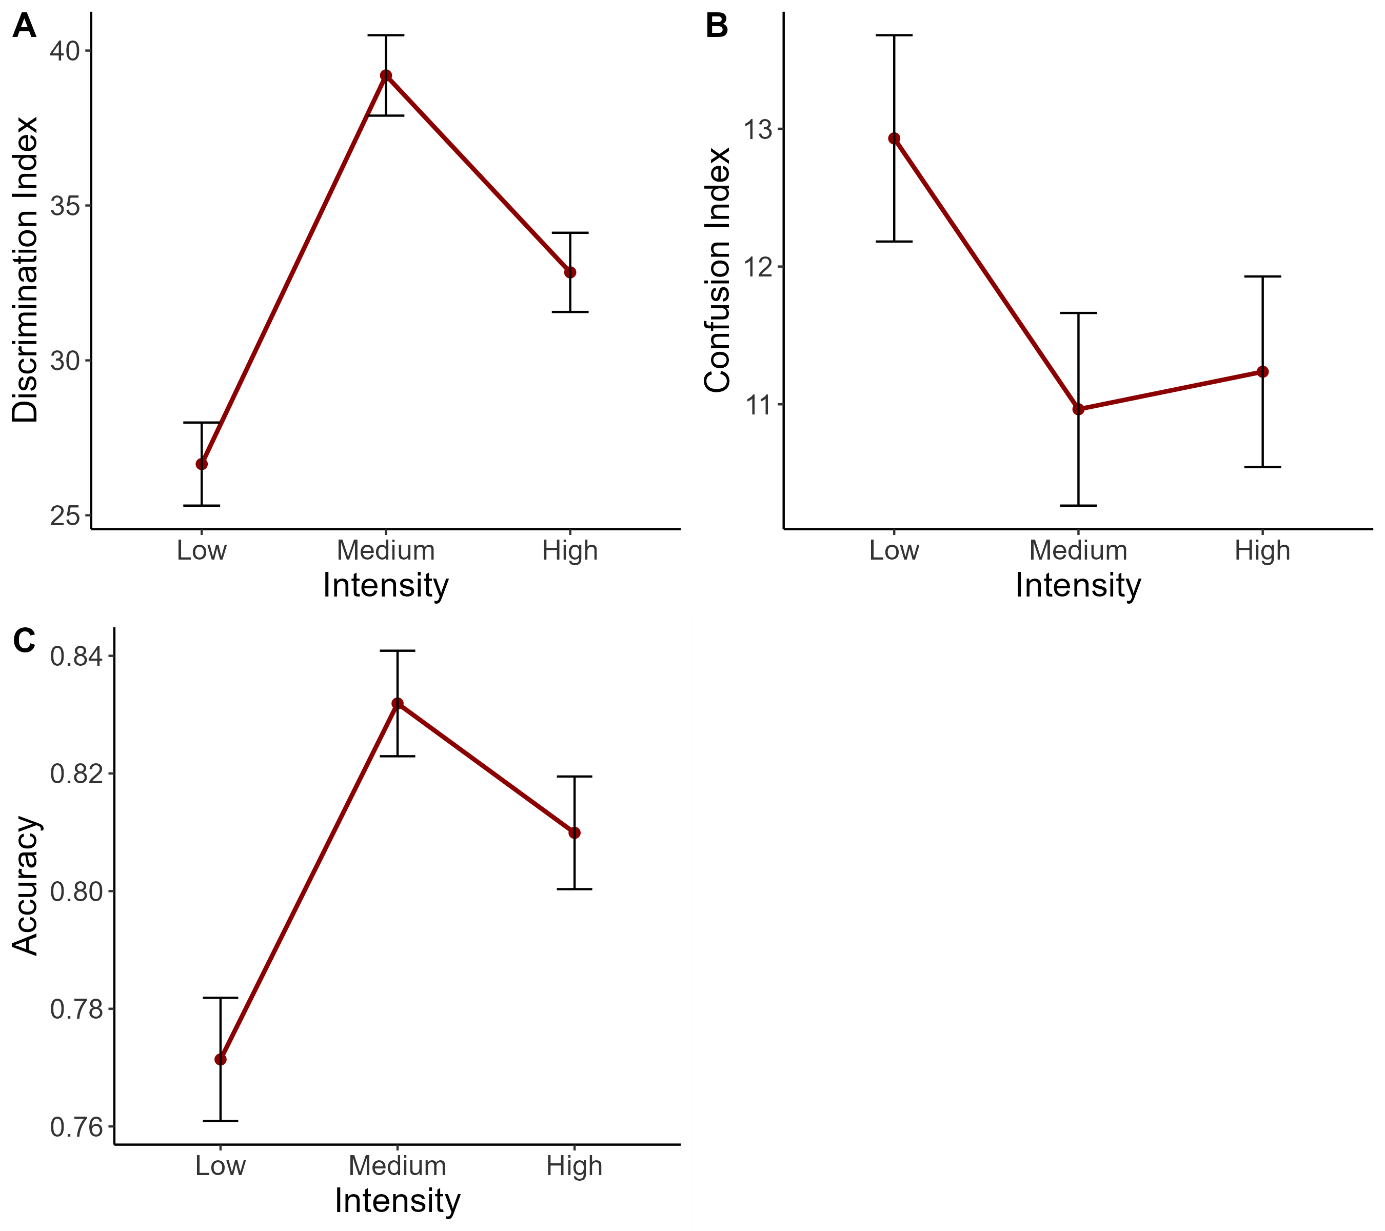 A
Discrimination Index
40
35
30
25
Low Medium High
Intensity
B
Confusion Index
13
12
11
Low Medium High
Intensity
C
Accuracy
0.84
0.82
0.80
0.78
0.76
Low Medium High
Intensity